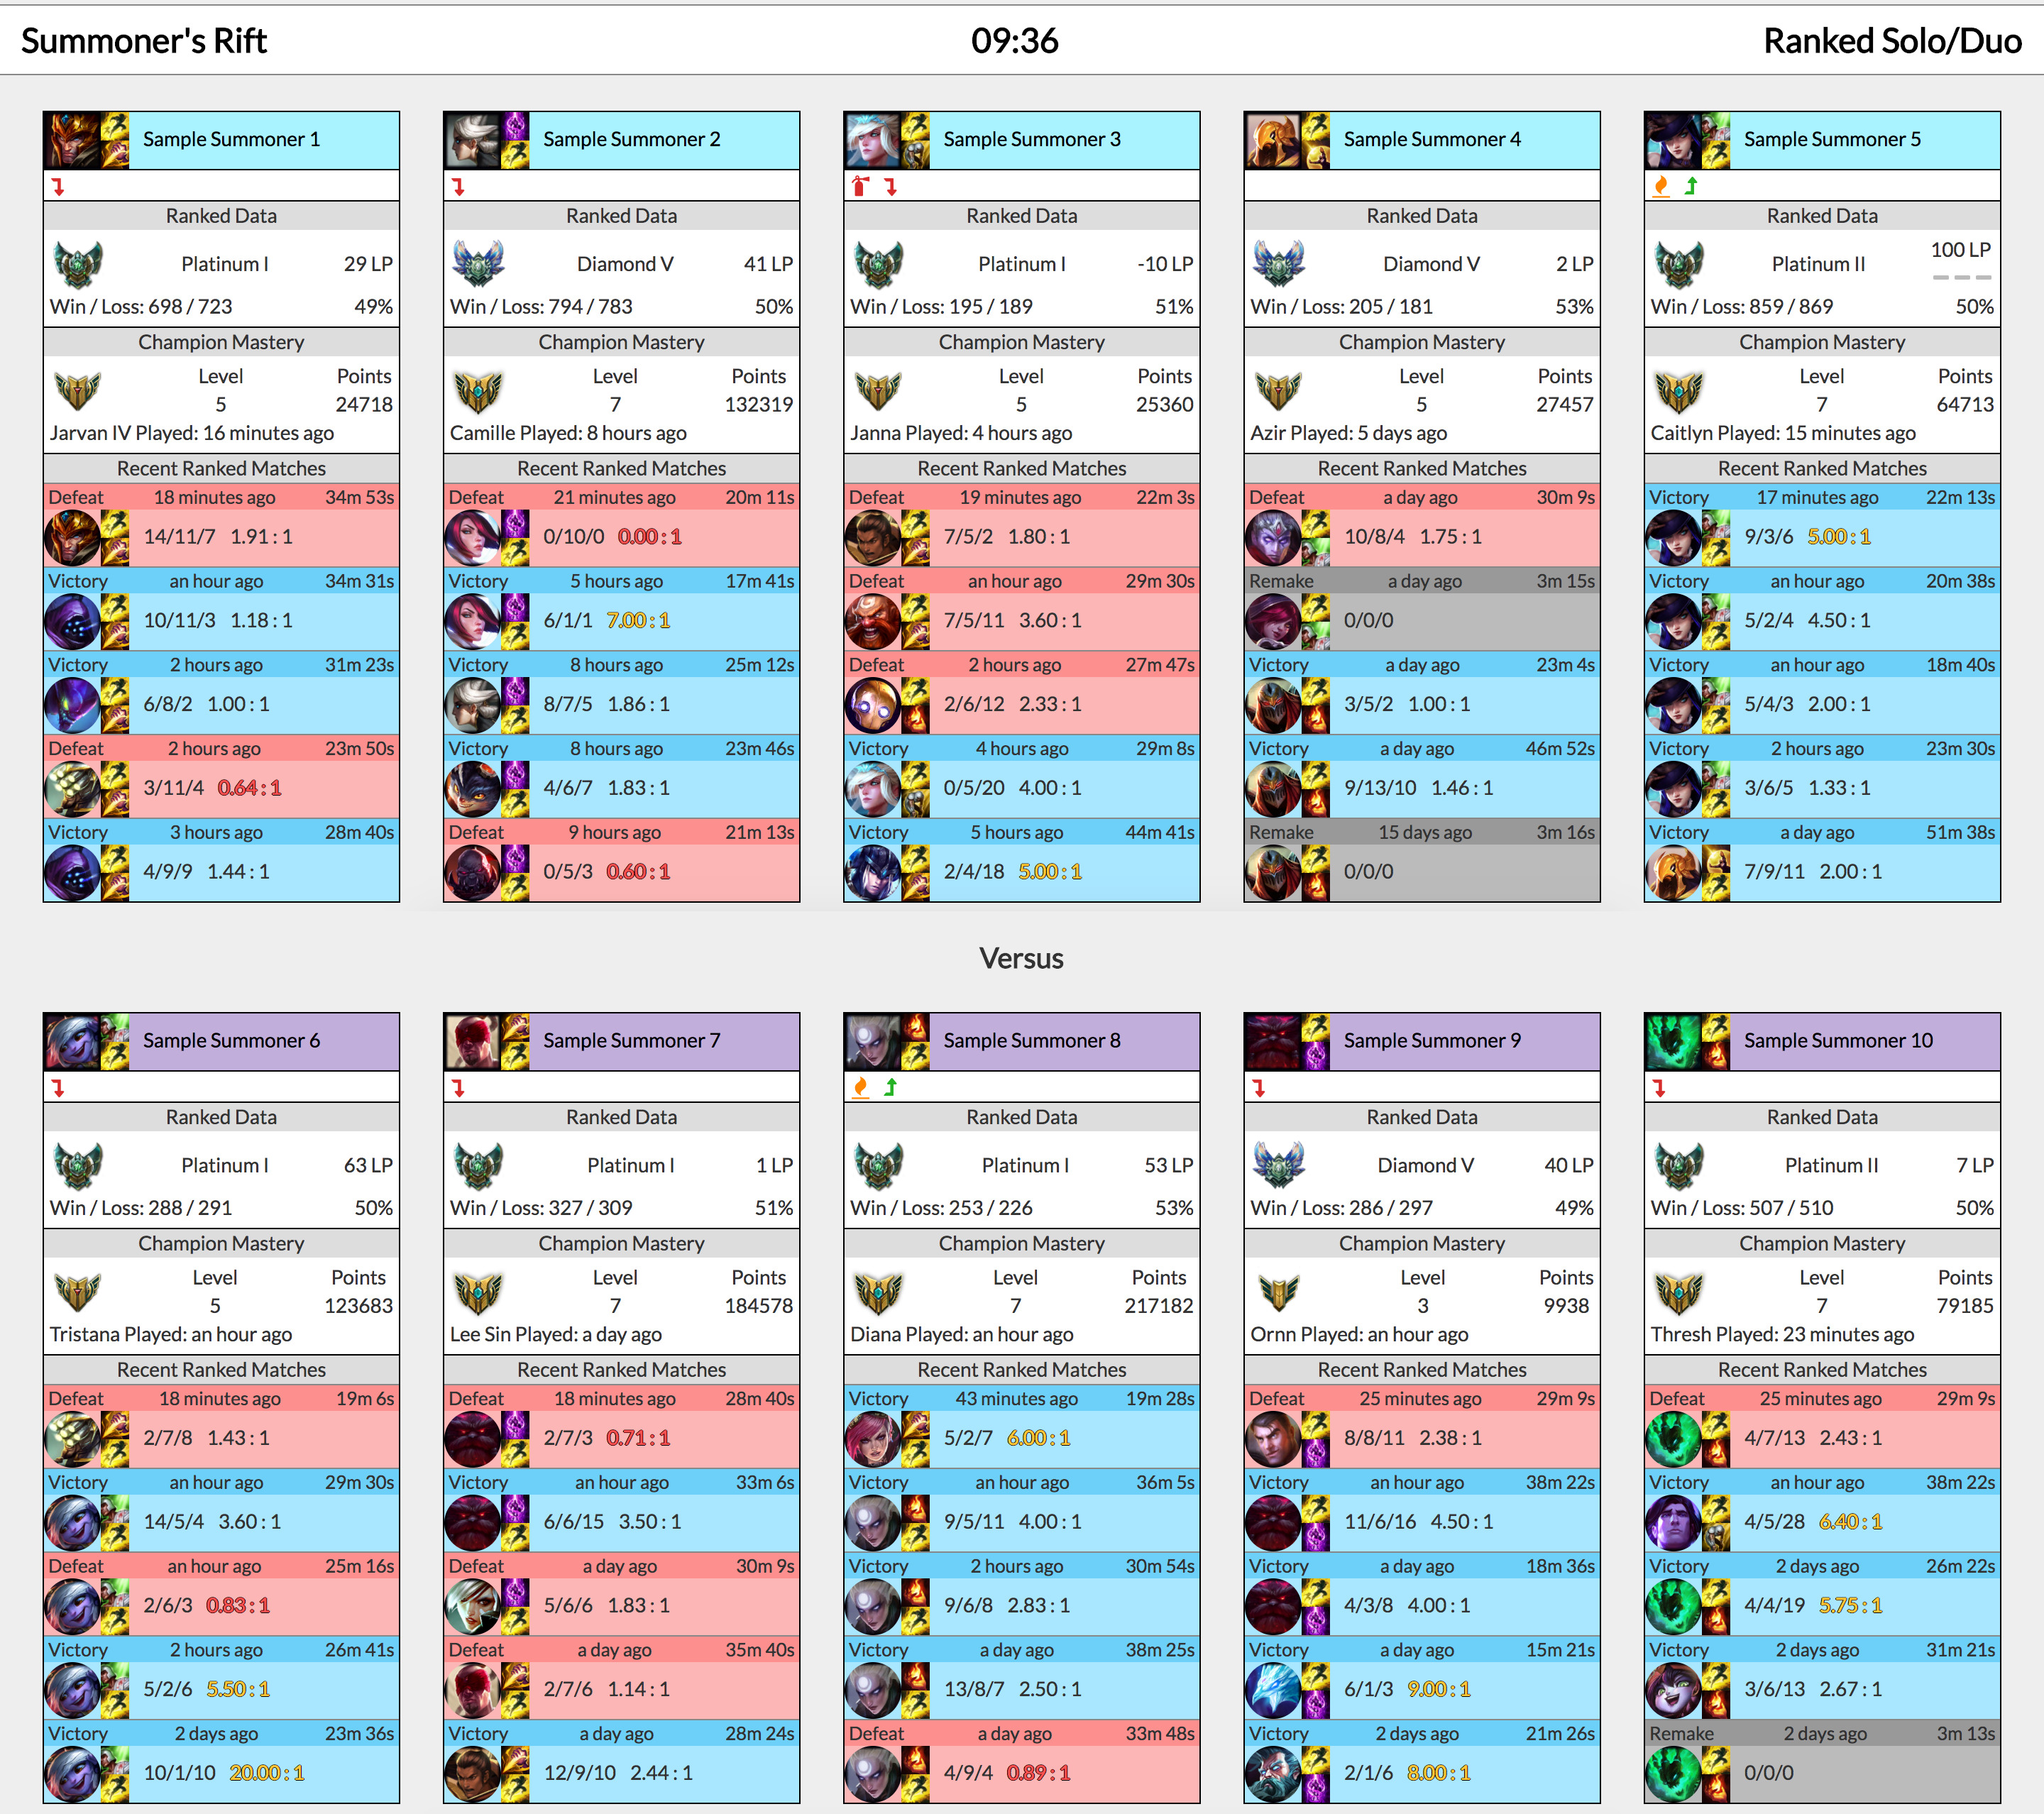 Summoner's Rift 09:36 Ranked Solo/Duo
Sample Summoner 1
Ranked Data
Platinum I 29 LP
Win / Loss: 698 / 723 49%
Champion Mastery
Level Points
5 24718
Jarvan IV Played: 16 minutes ago
Recent Ranked Matches
Defeat 18 minutes ago 34m 53s
14/11/7 1.91 : 1
Victory an hour ago 34m 31s
10/11/3 1.18 : 1
Victory 2 hours ago 31m 23s
6/8/2 1.00 : 1
Defeat 2 hours ago 23m 50s
3/11/4 0.64 : 1
Victory 3 hours ago 28m 40s
4/9/9 1.44 : 1
Sample Summoner 2
Ranked Data
Diamond V 41 LP
Win / Loss: 794 / 783 50%
Champion Mastery
Level Points
7 132319
Camille Played: 8 hours ago
Recent Ranked Matches
Defeat 21 minutes ago 20m 11s
0/10/0 0.00 : 1
Victory 5 hours ago 17m 41s
6/1/1 7.00 : 1
Victory 8 hours ago 25m 12s
8/7/5 1.86 : 1
Victory 8 hours ago 23m 46s
4/6/7 1.83 : 1
Defeat 9 hours ago 21m 13s
0/5/3 0.60 : 1
Sample Summoner 3
Ranked Data
Platinum I -10 LP
Win / Loss: 195 / 189 51%
Champion Mastery
Level Points
5 25360
Janna Played: 4 hours ago
Recent Ranked Matches
Defeat 19 minutes ago 22m 3s
7/5/2 1.80 : 1
Defeat an hour ago 29m 30s
7/5/11 3.60 : 1
Defeat 2 hours ago 27m 47s
2/6/12 2.33 : 1
Victory 4 hours ago 29m 8s
0/5/20 4.00 : 1
Victory 5 hours ago 44m 41s
2/4/18 5.00 : 1
Sample Summoner 4
Ranked Data
Diamond V 2 LP
Win / Loss: 205 / 181 53%
Champion Mastery
Level Points
5 27457
Azir Played: 5 days ago
Recent Ranked Matches
Defeat a day ago 30m 9s
10/8/4 1.75 : 1
Remake a day ago 3m 15s
0/0/0
Victory a day ago 23m 4s
3/5/2 1.00 : 1
Victory a day ago 46m 52s
9/13/10 1.46 : 1
Remake 15 days ago 3m 16s
0/0/0
Sample Summoner 5
Ranked Data
Platinum II 100 LP
Win / Loss: 859 / 869 50%
Champion Mastery
Level Points
7 64713
Caitlyn Played: 15 minutes ago
Recent Ranked Matches
Victory 17 minutes ago 22m 13s
9/3/6 5.00 : 1
Victory an hour ago 20m 38s
5/2/4 4.50 : 1
Victory an hour ago 18m 40s
5/4/3 2.00 : 1
Victory 2 hours ago 23m 30s
3/6/5 1.33 : 1
Victory a day ago 51m 38s
7/9/11 2.00 : 1
Versus
Sample Summoner 6
Ranked Data
Platinum I 63 LP
Win / Loss: 288 / 291 50%
Champion Mastery
Level Points
5 123683
Tristana Played: an hour ago
Recent Ranked Matches
Defeat 18 minutes ago 19m 6s
2/7/8 1.43 : 1
Victory an hour ago 29m 30s
14/5/4 3.60 : 1
Defeat an hour ago 25m 16s
2/6/3 0.83 : 1
Victory 2 hours ago 26m 41s
5/2/6 5.50 : 1
Victory 2 days ago 23m 36s
10/1/10 20.00 : 1
Sample Summoner 7
Ranked Data
Platinum I 1 LP
Win / Loss: 327 / 309 51%
Champion Mastery
Level Points
7 184578
Lee Sin Played: a day ago
Recent Ranked Matches
Defeat 18 minutes ago 28m 40s
2/7/3 0.71 : 1
Victory an hour ago 33m 6s
6/6/15 3.50 : 1
Defeat a day ago 30m 9s
5/6/6 1.83 : 1
Defeat a day ago 35m 40s
2/7/6 1.14 : 1
Victory a day ago 28m 24s
12/9/10 2.44 : 1
Sample Summoner 8
Ranked Data
Platinum I 53 LP
Win / Loss: 253 / 226 53%
Champion Mastery
Level Points
7 217182
Diana Played: an hour ago
Recent Ranked Matches
Victory 43 minutes ago 19m 28s
5/2/7 6.00 : 1
Victory an hour ago 36m 5s
9/5/11 4.00 : 1
Victory 2 hours ago 30m 54s
9/6/8 2.83 : 1
Victory a day ago 38m 25s
13/8/7 2.50 : 1
Defeat a day ago 33m 48s
4/9/4 0.89 : 1
Sample Summoner 9
Ranked Data
Diamond V 40 LP
Win / Loss: 286 / 297 49%
Champion Mastery
Level Points
3 9938
Ornn Played: an hour ago
Recent Ranked Matches
Defeat 25 minutes ago 29m 9s
8/8/11 2.38 : 1
Victory an hour ago 38m 22s
11/6/16 4.50 : 1
Victory a day ago 18m 36s
4/3/8 4.00 : 1
Victory a day ago 15m 21s
6/1/3 9.00 : 1
Victory 2 days ago 21m 26s
2/1/6 8.00 : 1
Sample Summoner 10
Ranked Data
Platinum II 7 LP
Win / Loss: 507 / 510 50%
Champion Mastery
Level Points
7 79185
Thresh Played: 23 minutes ago
Recent Ranked Matches
Defeat 25 minutes ago 29m 9s
4/7/13 2.43 : 1
Victory an hour ago 38m 22s
4/5/28 6.40 : 1
Victory 2 days ago 26m 22s
4/4/19 5.75 : 1
Victory 2 days ago 31m 21s
3/6/13 2.67 : 1
Remake 2 days ago 3m 13s
0/0/0